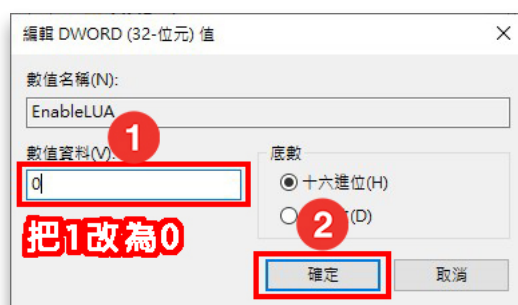 編輯 DWORD (32-位元) 值
數值名稱(N):
EnableLUA
1
數值資料(V):
0
把1改為0
底數
十六進位(H)
2
(D)
確定
取消